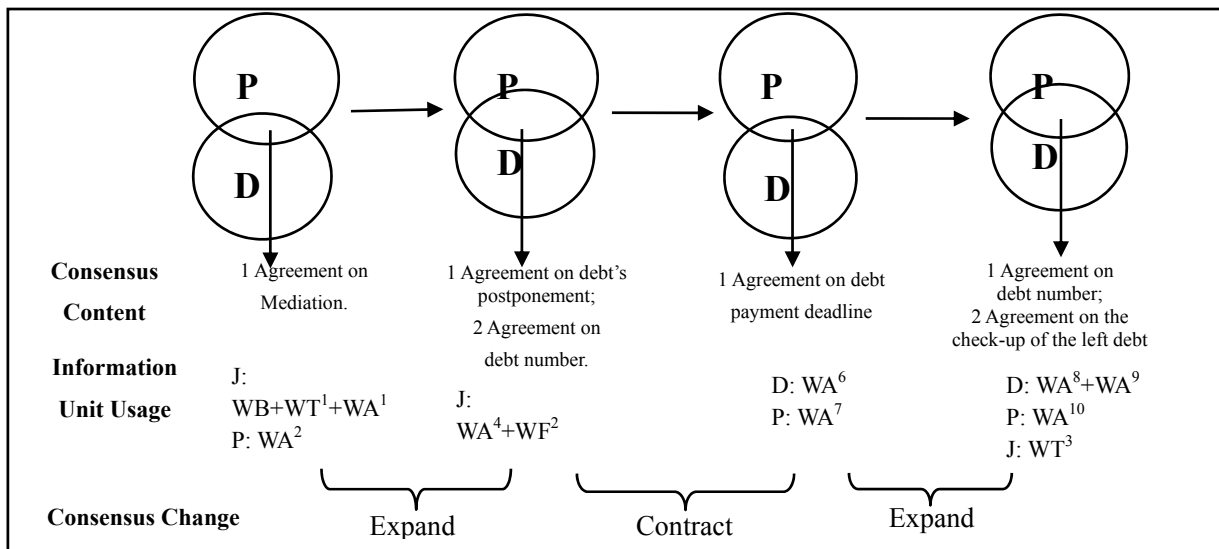 P
P
P
P
D
D
D
D
Consensus
Content
1 Agreement on
Mediation.
1 Agreement on debt's
postponement;
2 Agreement on
debt number.
1 Agreement on debt
payment deadline
1 Agreement on
debt number;
2 Agreement on the
check-up of the left debt
Information
Unit Usage
J:
WB+WT¹+WA¹
P: WA²
J:
WA⁴+WF²
D: WA⁶
P: WA⁷
D: WA⁸+WA⁹
P: WA¹⁰
J: WT³
Consensus Change
Expand
Contract
Expand